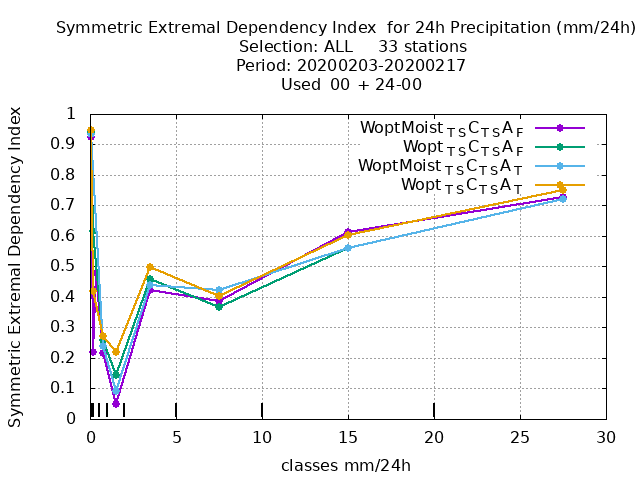 Symmetric Extremal Dependency Index for 24h Precipitation (mm/24h)
Selection: ALL 33 stations
Period: 20200203-20200217
Used 00 + 24-00
Symmetric Extremal Dependency Index
1
0.9
0.8
0.7
0.6
0.5
0.4
0.3
0.2
0.1
0
WoptMoist TS C TS A F
Wopt TS C TS A F
WoptMoist TS C TS A T
Wopt TS C TS A T
0 5 10 15 20 25 30
classes mm/24h